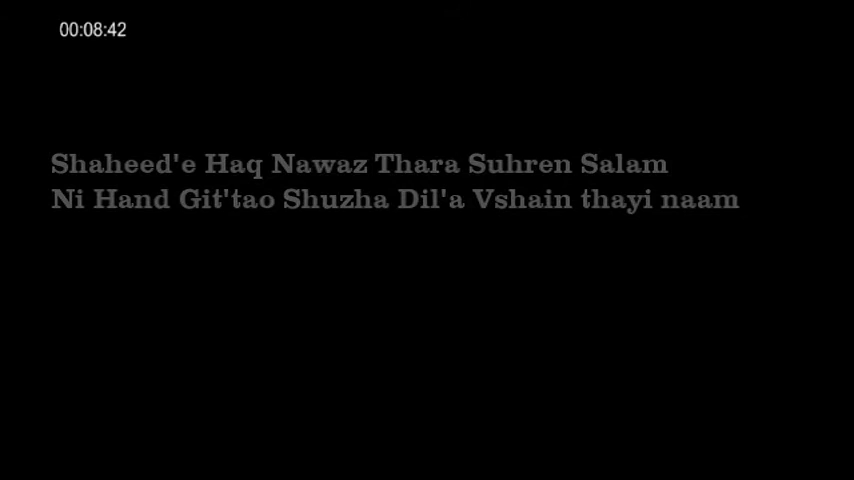 00:08:42
Shaheed'e Haq Nawaz Thara Suhren Salam
Ni Hand Git'tao Shuzha Dil'a Vshain thayi naam